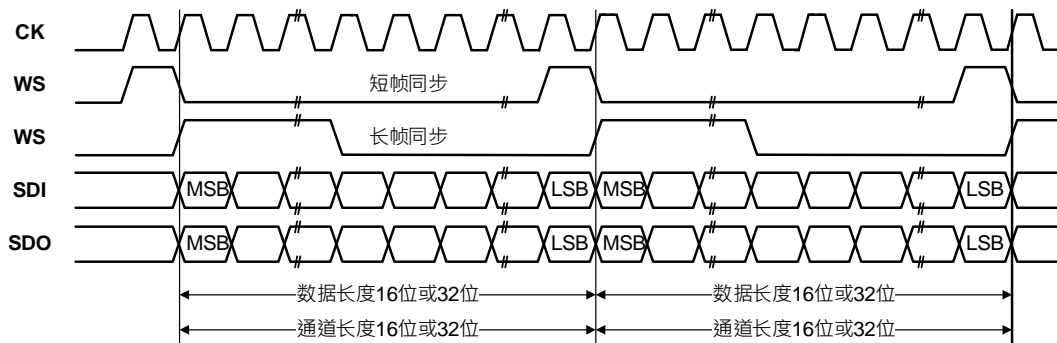 CK
WS
短帧同步
WS
长帧同步
SDI MSB LSB MSB LSB
SDO MSB LSB MSB LSB
数据长度16位或32位 数据长度16位或32位
通道长度16位或32位 通道长度16位或32位